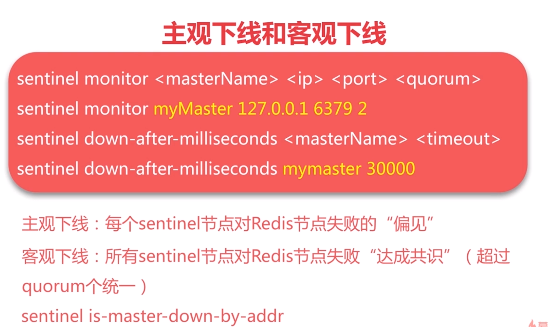 主观下线和客观下线
sentinel monitor <masterName> <ip> <port> <quorum>
sentinel monitor myMaster 127.0.0.1 6379 2
sentinel down-after-milliseconds <masterName> <timeout>
sentinel down-after-milliseconds mymaster 30000
主观下线：每个sentinel节点对Redis节点失败的“偏见”
客观下线：所有sentinel节点对Redis节点失败“达成共识”（超过
quorum个统一）
sentinel is-master-down-by-addr